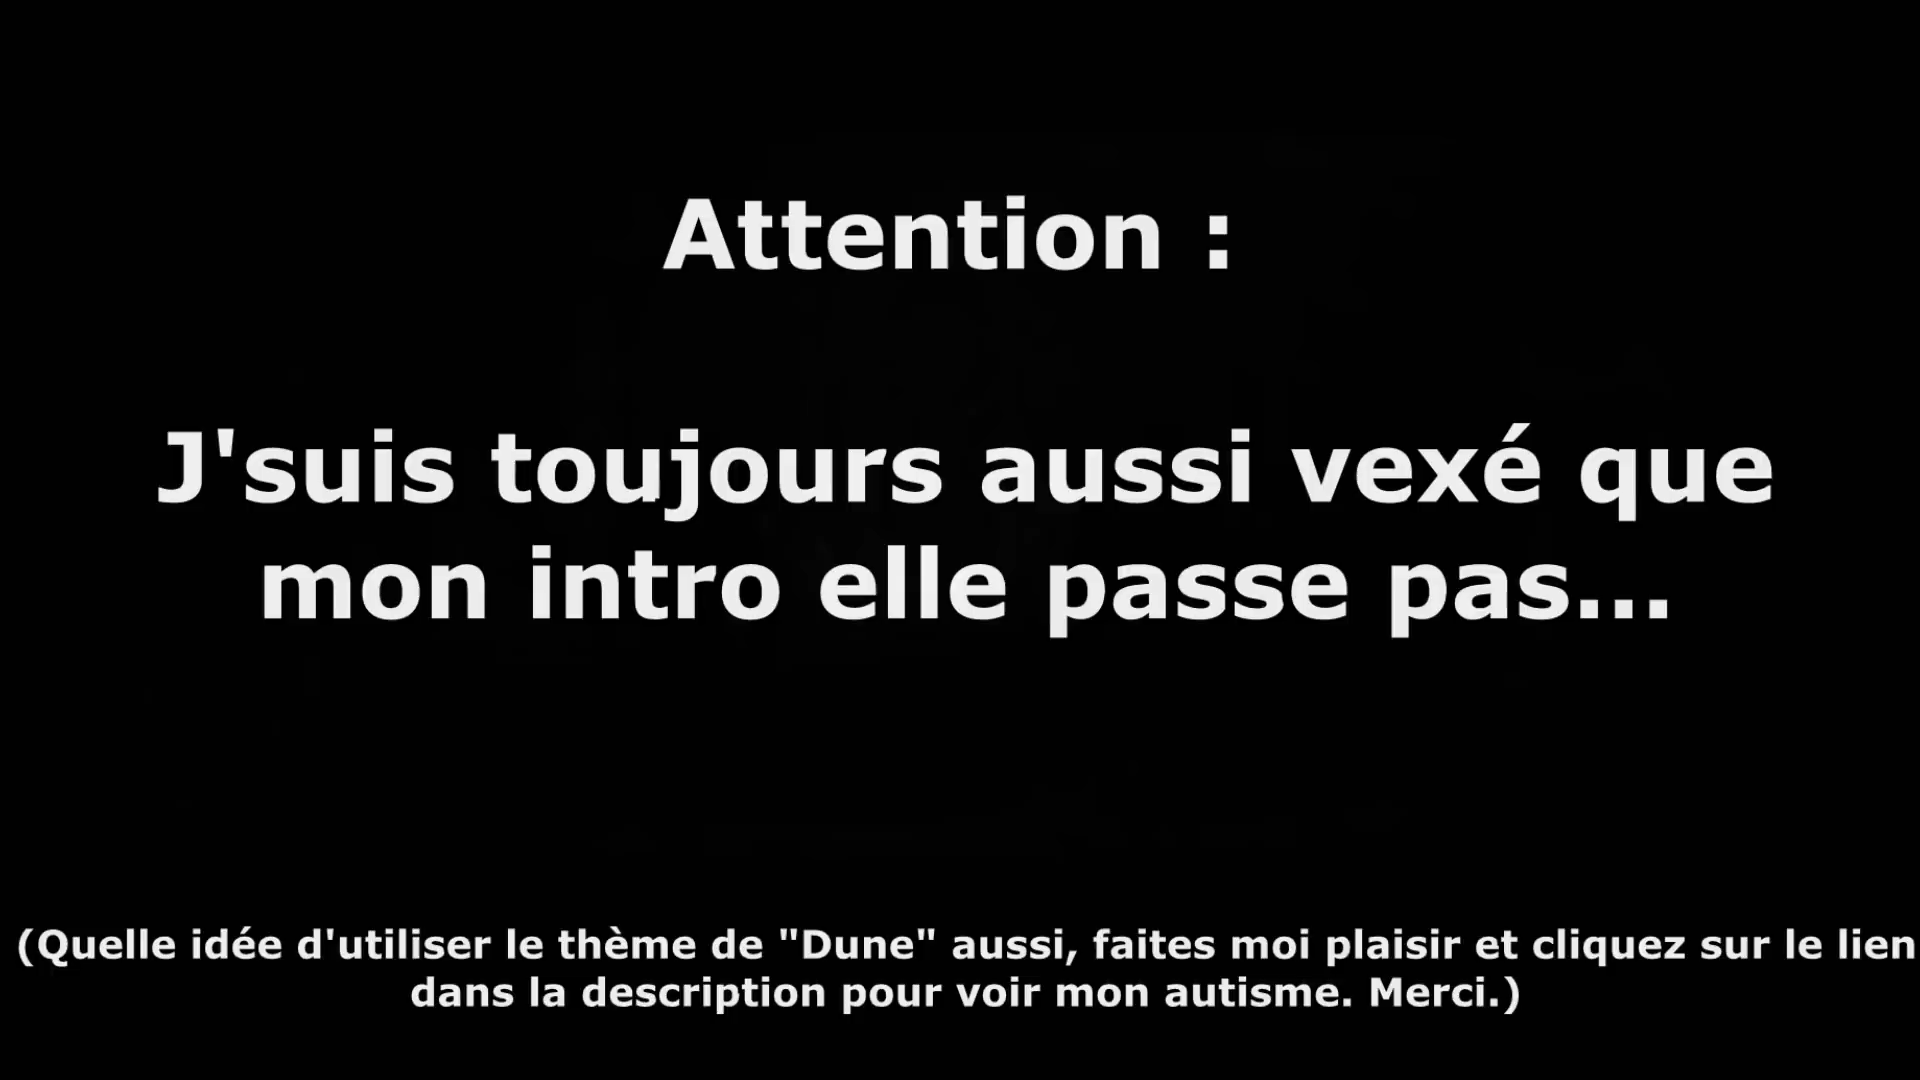 Attention :
J'suis toujours aussi vexé que
mon intro elle passe pas...
(Quelle idée d'utiliser le thème de "Dune" aussi, faites moi plaisir et cliquez sur le lien
dans la description pour voir mon autisme. Merci.)